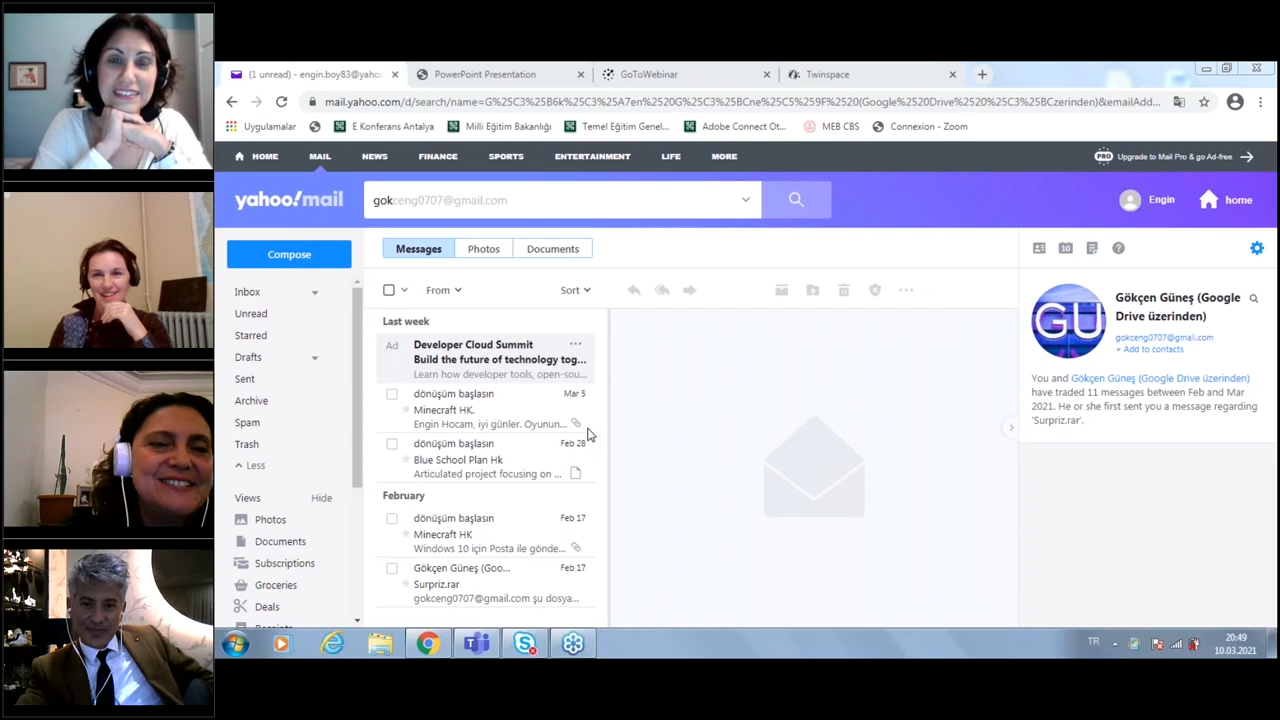 (1 unread) - engin.boy83@yahoo
PowerPoint Presentation
GoToWebinar
Twinspace
mail.yahoo.com/d/search/name=G%25C3%25B6k%25C3%25A7en%2520G%25C3%25BCne%25C5%259F%2520(Google%2520Drive%2520%25C3%25BCzerinden)&emailAdd...
Uygulamalar
E Konferans Antalya
Milli Eğitim Bakanlığı
Temel Eğitim Genel...
Adobe Connect Ot...
MEB CBS
Connexion - Zoom
HOME
MAIL
NEWS
FINANCE
SPORTS
ENTERTAINMENT
LIFE
MORE
PRO
Upgrade to Mail Pro & go Ad-free
yahoo!mail
gokceng0707@gmail.com
Engin
home
Compose
Messages
Photos
Documents
10
From
Sort
Inbox
Unread
Starred
Drafts
Sent
Archive
Spam
Trash
Less
Views
Hide
Photos
Documents
Subscriptions
Groceries
Deals
Last week
Ad
Developer Cloud Summit
Build the future of technology tog...
Learn how developer tools, open-sou...
dönüşüm başlasın
Mar 5
Minecraft HK.
Engin Hocam, iyi günler. Oyunun...
dönüşüm başlasın
Feb 28
Blue School Plan Hk
Articulated project focusing on ...
February
dönüşüm başlasın
Feb 17
Minecraft HK
Windows 10 için Posta ile gönde...
Gökçen Güneş (Goo...
Feb 17
Surpriz.rar
gokceng0707@gmail.com şu dosya...
GU
Gökçen Güneş (Google
Drive üzerinden)
gokceng0707@gmail.com
+ Add to contacts
You and Gökçen Güneş (Google Drive üzerinden)
have traded 11 messages between Feb and Mar
2021. He or she first sent you a message regarding
'Surpriz.rar'.
TR
20:49
10.03.2021